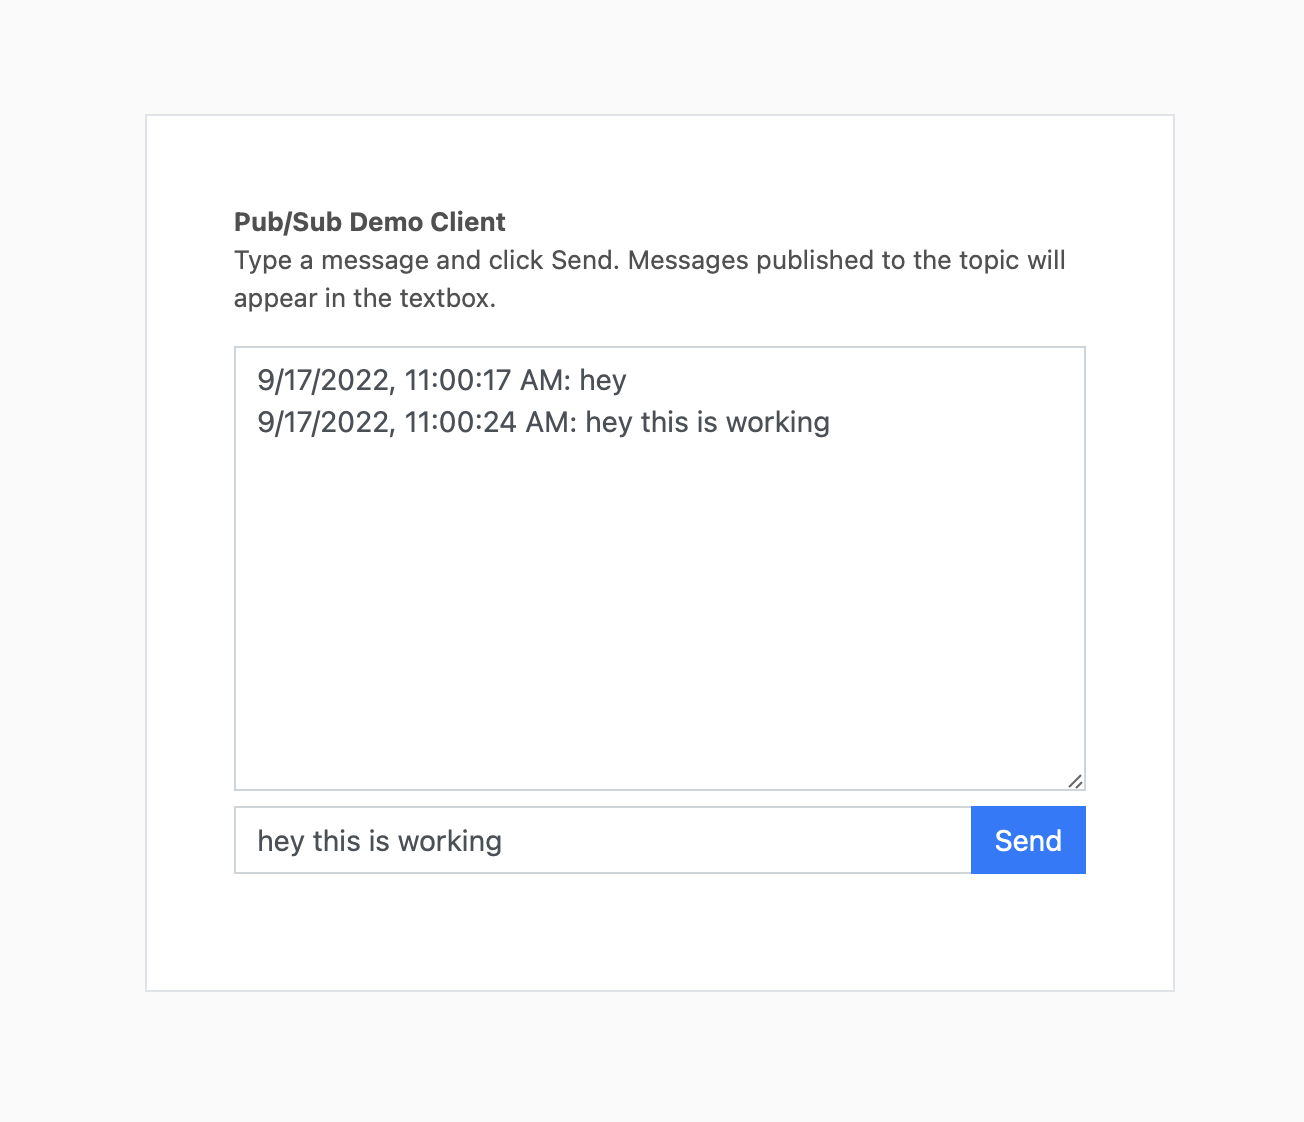 Pub/Sub Demo Client
Type a message and click Send. Messages published to the topic will
appear in the textbox.
9/17/2022, 11:00:17 AM: hey
9/17/2022, 11:00:24 AM: hey this is working
hey this is working
Send